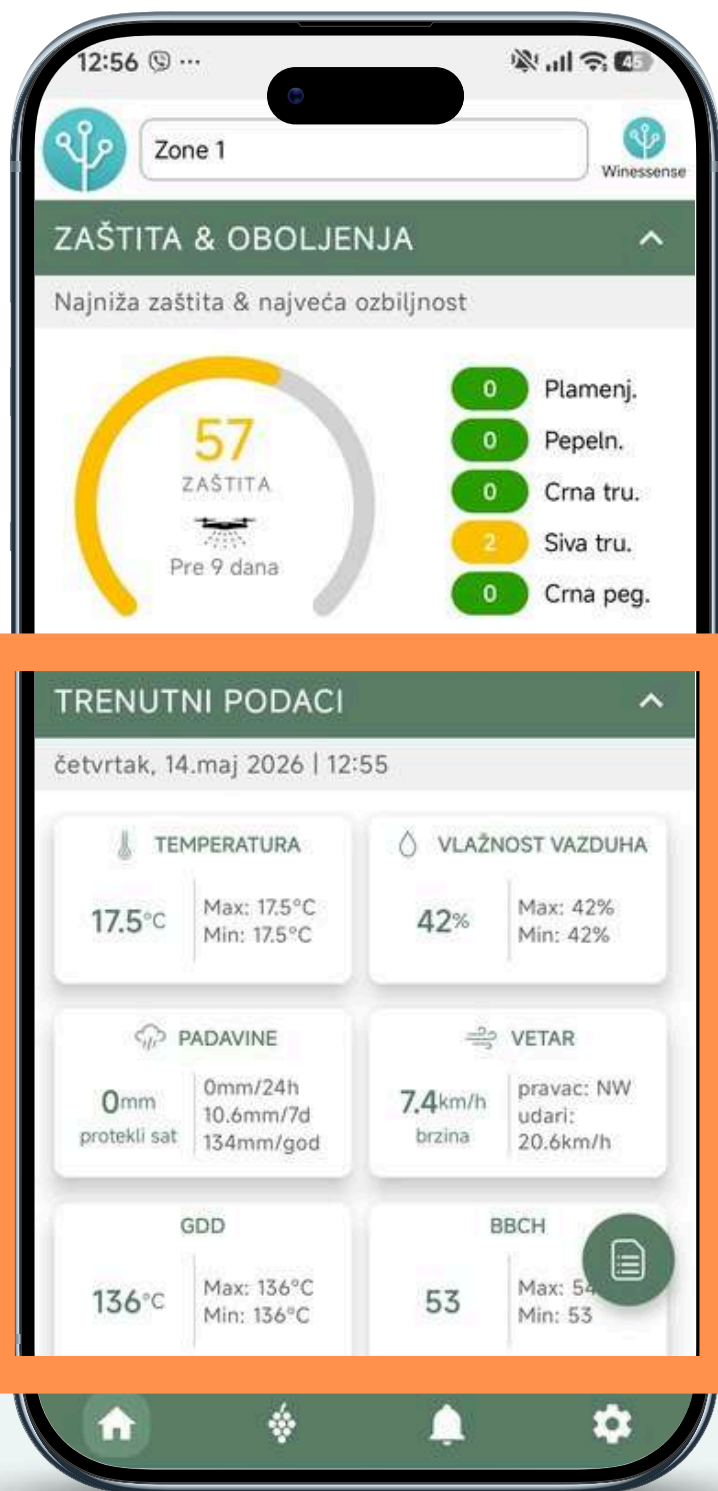 12:56 ...
45
Zone 1
Winessense
ZAŠTITA & OBOLJENJA
Najniža zaštita & najveća ozbiljnost
57
ZAŠTITA
Pre 9 dana
0 Plamenj.
0 Pepeln.
0 Crna tru.
2 Siva tru.
0 Crna peg.
TRENUTNI PODACI
četvrtak, 14.maj 2026 | 12:55
TEMPERATURA
17.5°C
Max: 17.5°C
Min: 17.5°C
VLAŽNOST VAZDUHA
42%
Max: 42%
Min: 42%
PADAVINE
0mm
protekli sat
0mm/24h
10.6mm/7d
134mm/god
VETAR
7.4km/h
brzina
pravac: NW
udari:
20.6km/h
GDD
136°C
Max: 136°C
Min: 136°C
BBCH
53
Max: 54
Min: 53